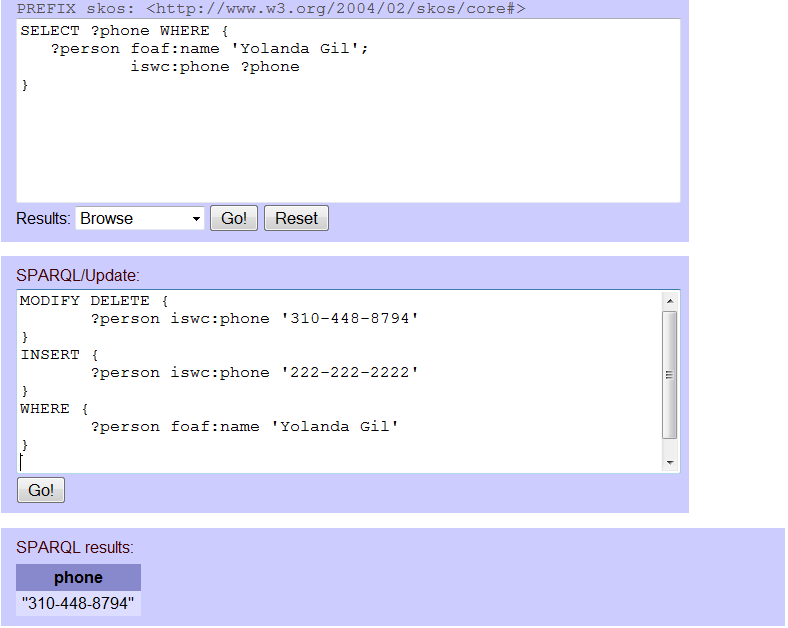 PREFIX skos: <http://www.w3.org/2004/02/skos/core#>
SELECT ?phone WHERE {
?person foaf:name 'Yolanda Gil';
iswc:phone ?phone
}
Results: Browse Go! Reset
SPARQL/Update:
MODIFY DELETE {
?person iswc:phone '310-448-8794'
}
INSERT {
?person iswc:phone '222-222-2222'
}
WHERE {
?person foaf:name 'Yolanda Gil'
}
Go!
SPARQL results:
phone
"310-448-8794"